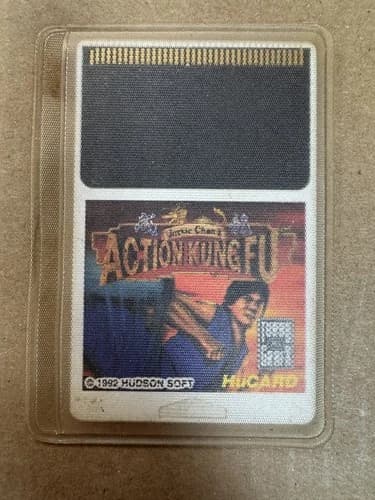 Jackie Chan's
ACTION KUNG FU
© 1992 HUDSON SOFT
HuCARD